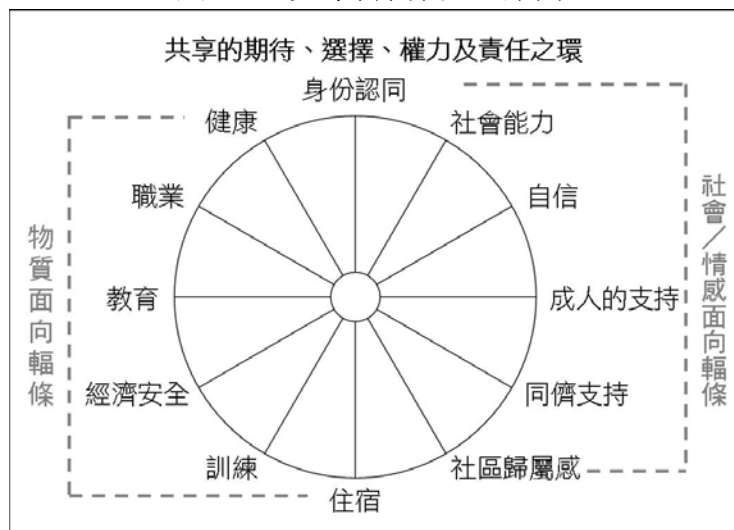 共享的期待、選擇、權力及責任之環
身份認同
健康
社會能力
職業
自信
教育
成人的支持
經濟安全
同儕支持
訓練
社區歸屬感
住宿
物質面向輻條
社會／情感面向輻條